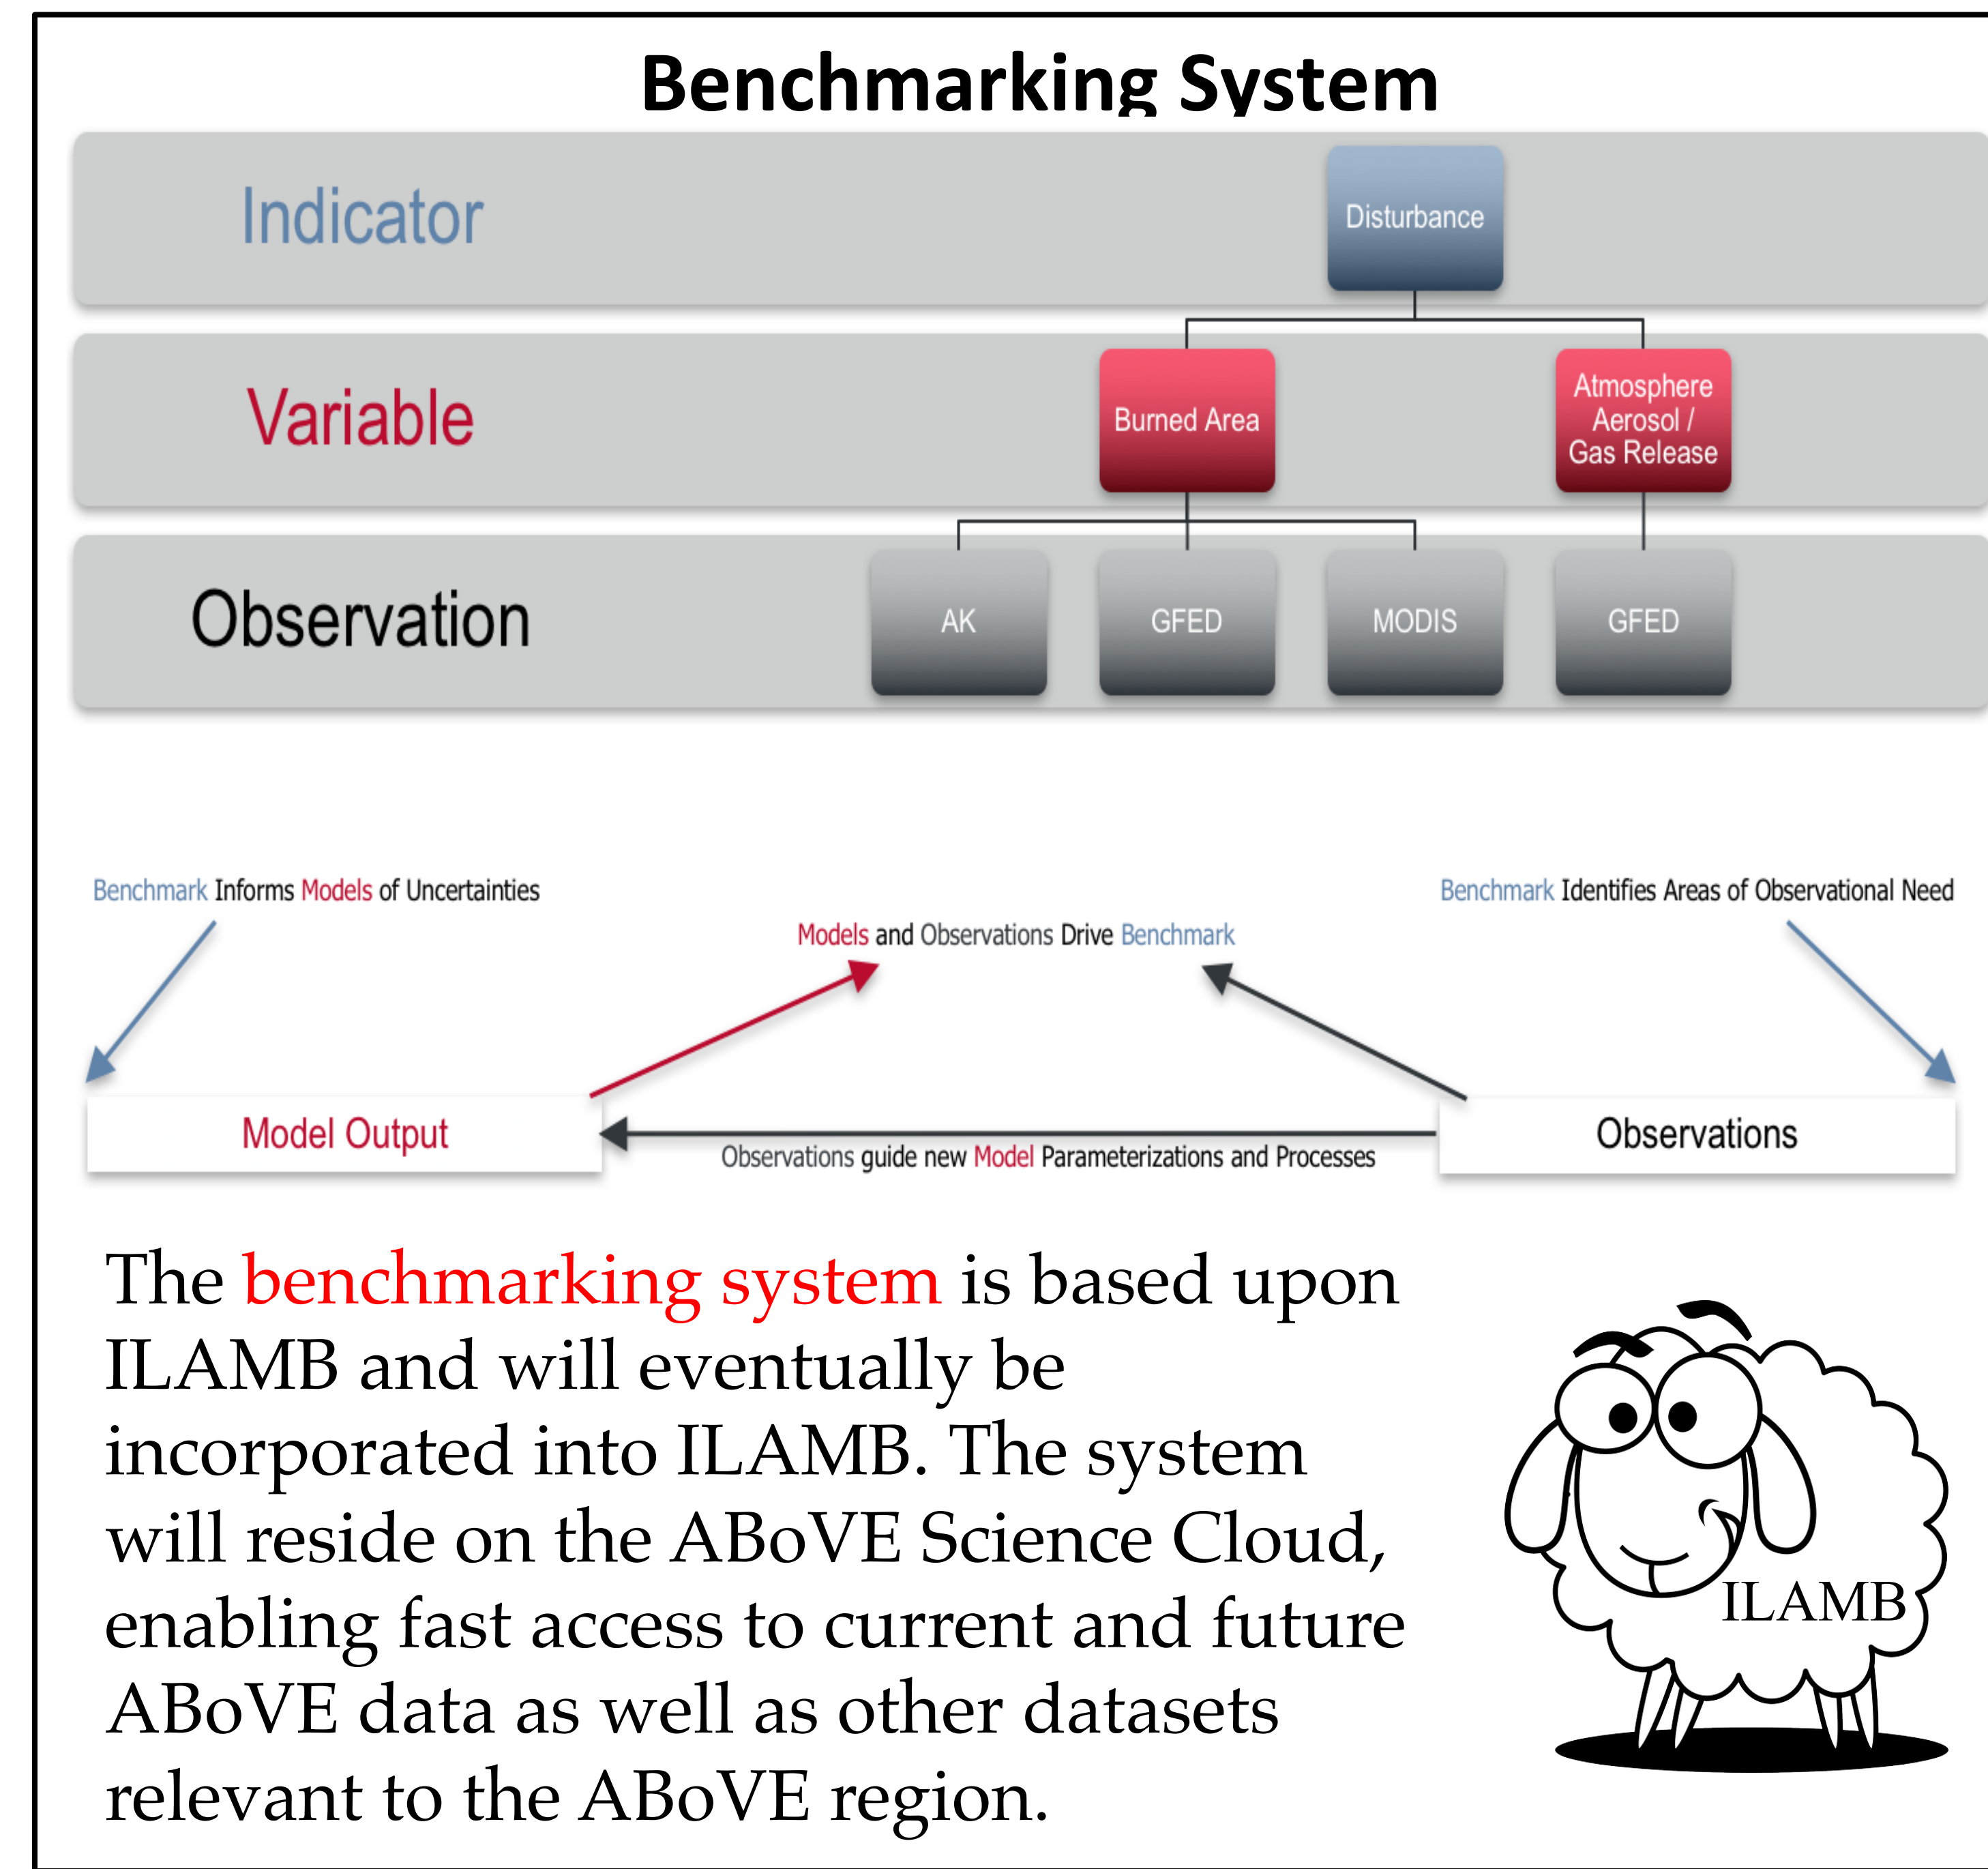 Benchmarking System
Indicator
Disturbance
Variable
Burned Area
Atmosphere
Aerosol /
Gas Release
Observation
AK
GFED
MODIS
GFED
Benchmark Informs Models of Uncertainties
Benchmark Identifies Areas of Observational Need
Models and Observations Drive Benchmark
Model Output
Observations
Observations guide new Model Parameterizations and Processes
The benchmarking system is based upon
ILAMB and will eventually be
incorporated into ILAMB. The system
will reside on the ABoVE Science Cloud,
enabling fast access to current and future
ABoVE data as well as other datasets
relevant to the ABoVE region.
ILAMB